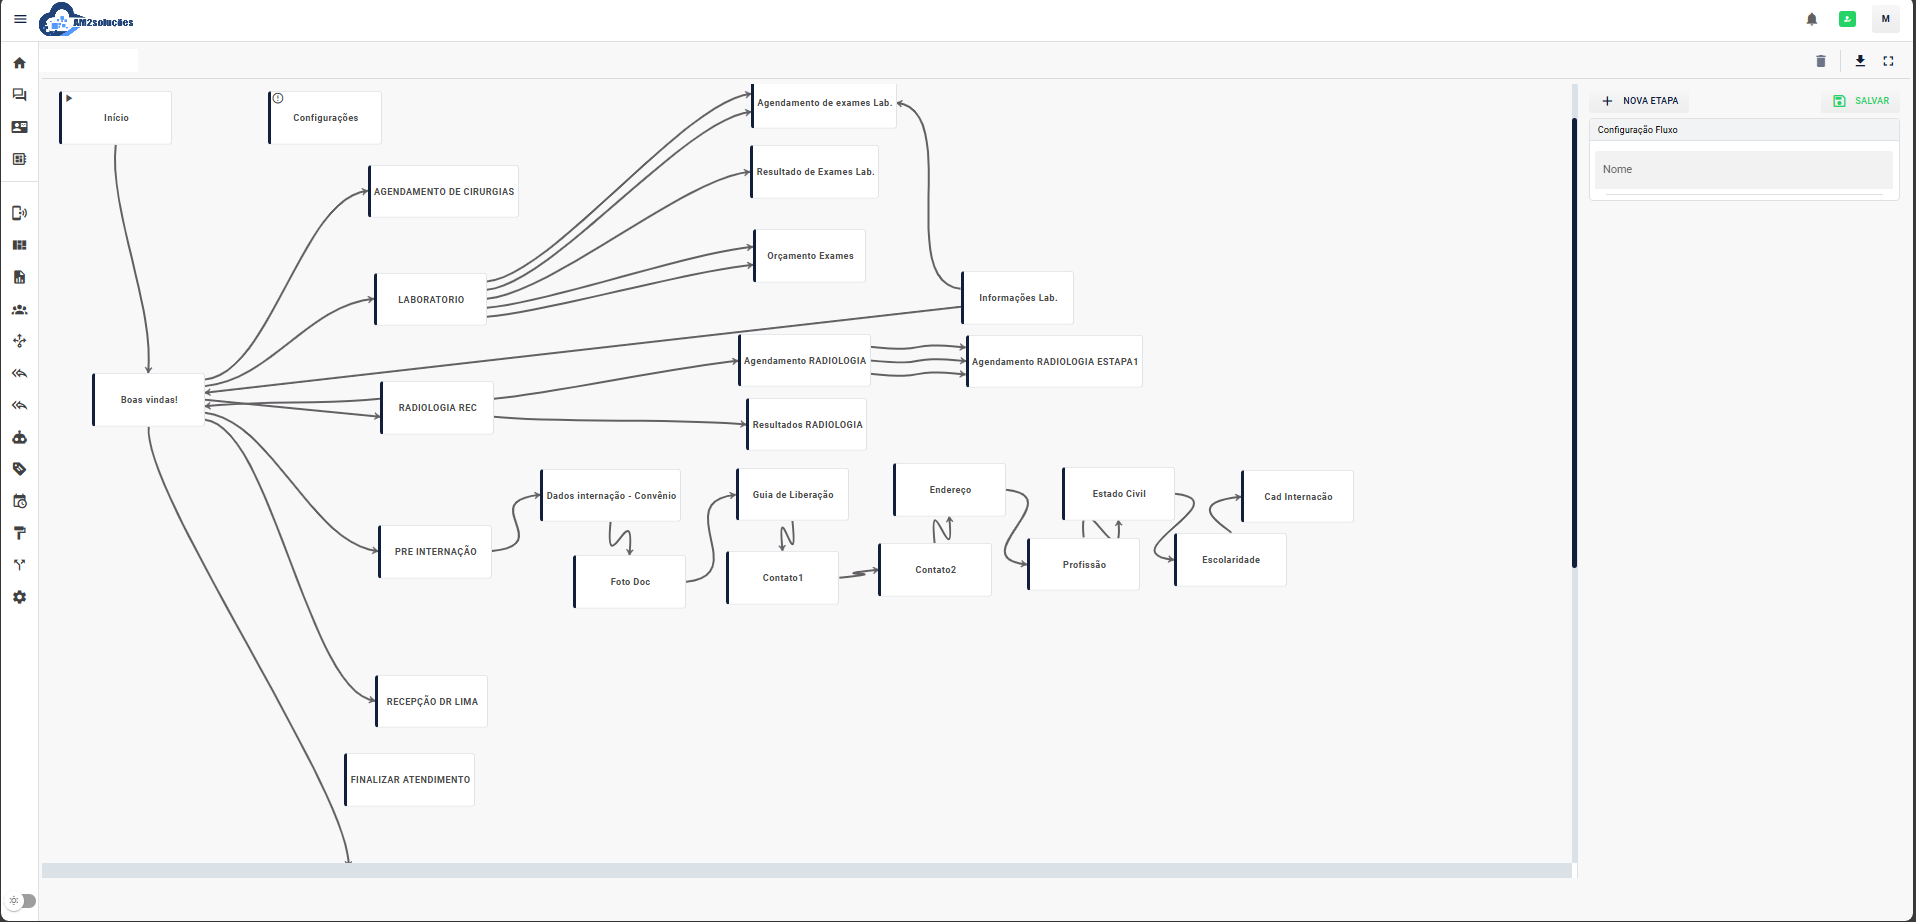 AM2soluções
M
NOVA ETAPA
SALVAR
Configuração Fluxo
Nome
Início
Configurações
Agendamento de exames Lab.
Resultado de Exames Lab.
AGENDAMENTO DE CIRURGIAS
Orçamento Exames
LABORATORIO
Informações Lab.
Agendamento RADIOLOGIA
Agendamento RADIOLOGIA ESTAPA1
Boas vindas!
RADIOLOGIA REC
Resultados RADIOLOGIA
Dados internação - Convênio
Guia de Liberação
Endereço
Estado Civil
Cad Internacão
PRE INTERNAÇÃO
Foto Doc
Contato1
Contato2
Profissão
Escolaridade
RECEPÇÃO DR LIMA
FINALIZAR ATENDIMENTO